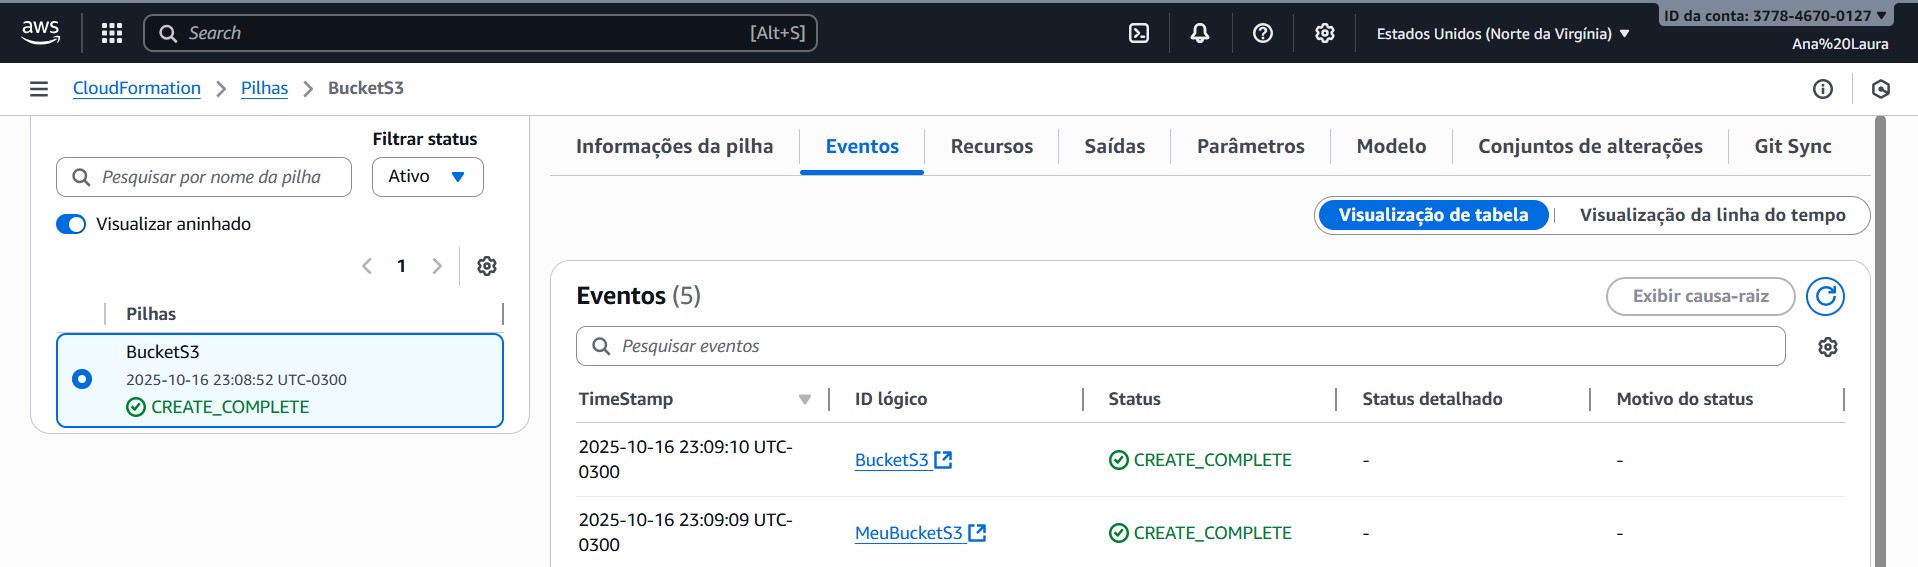 aws
Search
[Alt+S]
Estados Unidos (Norte da Virgínia)
ID da conta: 3778-4670-0127
Ana%20Laura
CloudFormation
Pilhas
BucketS3
Filtrar status
Pesquisar por nome da pilha
Ativo
Visualizar aninhado
1
Pilhas
BucketS3
2025-10-16 23:08:52 UTC-0300
CREATE_COMPLETE
Informações da pilha
Eventos
Recursos
Saídas
Parâmetros
Modelo
Conjuntos de alterações
Git Sync
Visualização de tabela
Visualização da linha do tempo
Eventos (5)
Exibir causa-raiz
Pesquisar eventos
TimeStamp
ID lógico
Status
Status detalhado
Motivo do status
2025-10-16 23:09:10 UTC-
0300
BucketS3
CREATE_COMPLETE
-
-
2025-10-16 23:09:09 UTC-
0300
MeuBucketS3
CREATE_COMPLETE
-
-